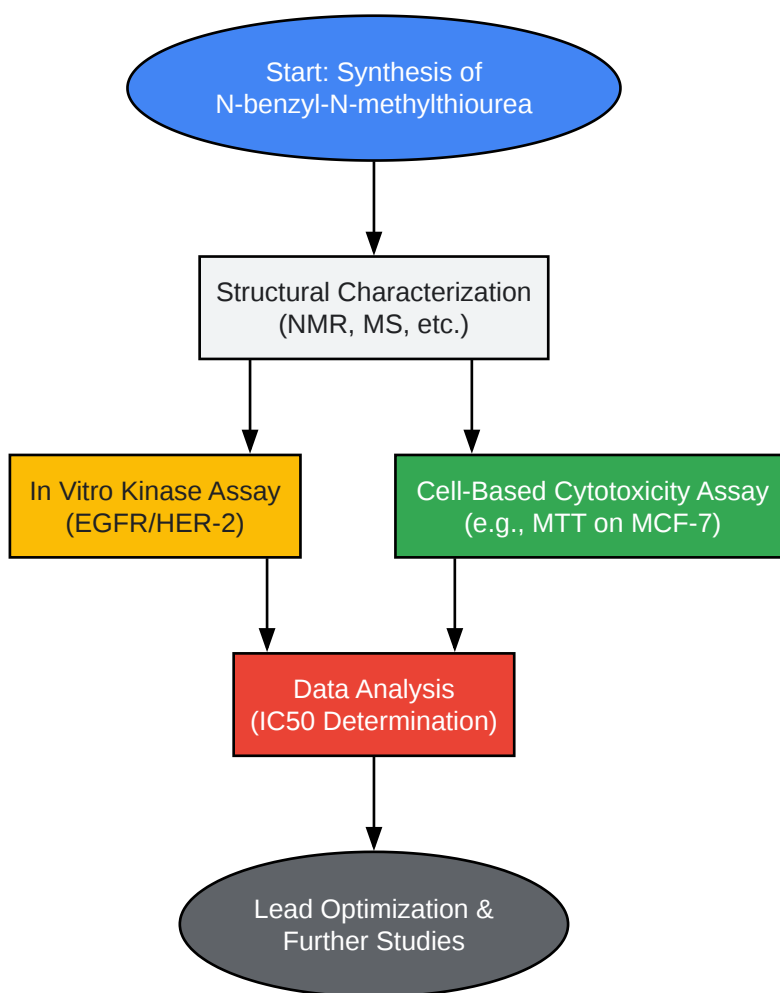 Start: Synthesis of
N-benzyl-N-methylthiourea
Structural Characterization
(NMR, MS, etc.)
In Vitro Kinase Assay
(EGFR/HER-2)
Cell-Based Cytotoxicity Assay
(e.g., MTT on MCF-7)
Data Analysis
(IC50 Determination)
Lead Optimization &
Further Studies